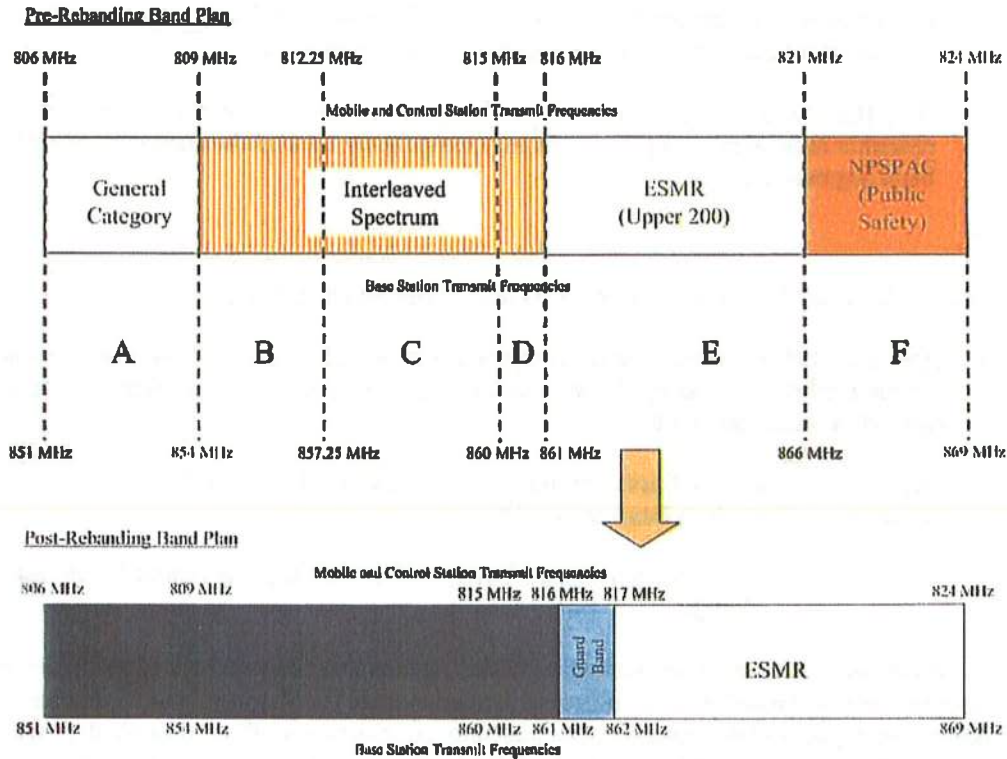 Pre-Rebanding Band Plan
806 MHz 809 MHz 812.25 MHz 815 MHz 816 MHz 821 MHz 824 MHz
Mobile and Control Station Transmit Frequencies
General
Category
Interleaved
Spectrum
ESMR
(Upper 200)
NPSPAC
(Public
Safety)
Base Station Transmit Frequencies
A B C D E F
851 MHz 854 MHz 857.25 MHz 860 MHz 861 MHz 866 MHz 869 MHz
Post-Rebanding Band Plan
Mobile and Control Station Transmit Frequencies
806 MHz 809 MHz 815 MHz 816 MHz 817 MHz 824 MHz
Guard
Band
ESMR
851 MHz 854 MHz 860 MHz 861 MHz 862 MHz 869 MHz
Base Station Transmit Frequencies